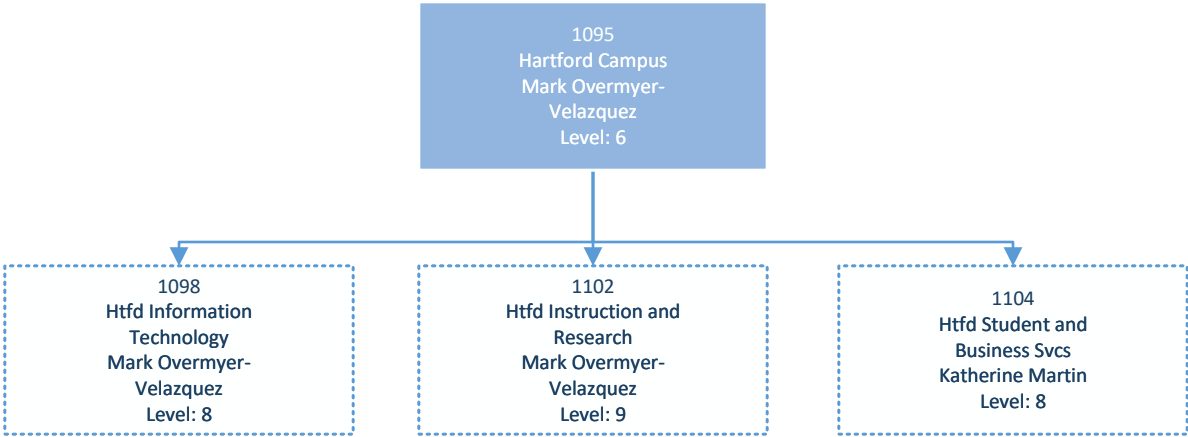 1095
Hartford Campus
Mark Overmyer-
Velazquez
Level: 6
1098
Htfd Information
Technology
Mark Overmyer-
Velazquez
Level: 8
1102
Htfd Instruction and
Research
Mark Overmyer-
Velazquez
Level: 9
1104
Htfd Student and
Business Svcs
Katherine Martin
Level: 8